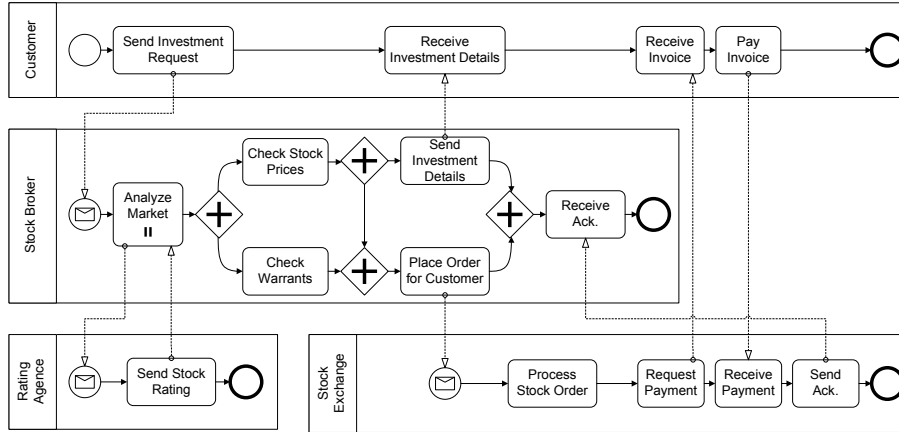 Customer
Send Investment
Request
Receive
Investment Details
Receive
Invoice
Pay
Invoice
Stock Broker
Analyze
Market
Check Stock
Prices
Send
Investment
Details
Check
Warrants
Place Order
for Customer
Receive
Ack.
Rating
Agence
Send Stock
Rating
Stock
Exchange
Process
Stock Order
Request
Payment
Receive
Payment
Send
Ack.